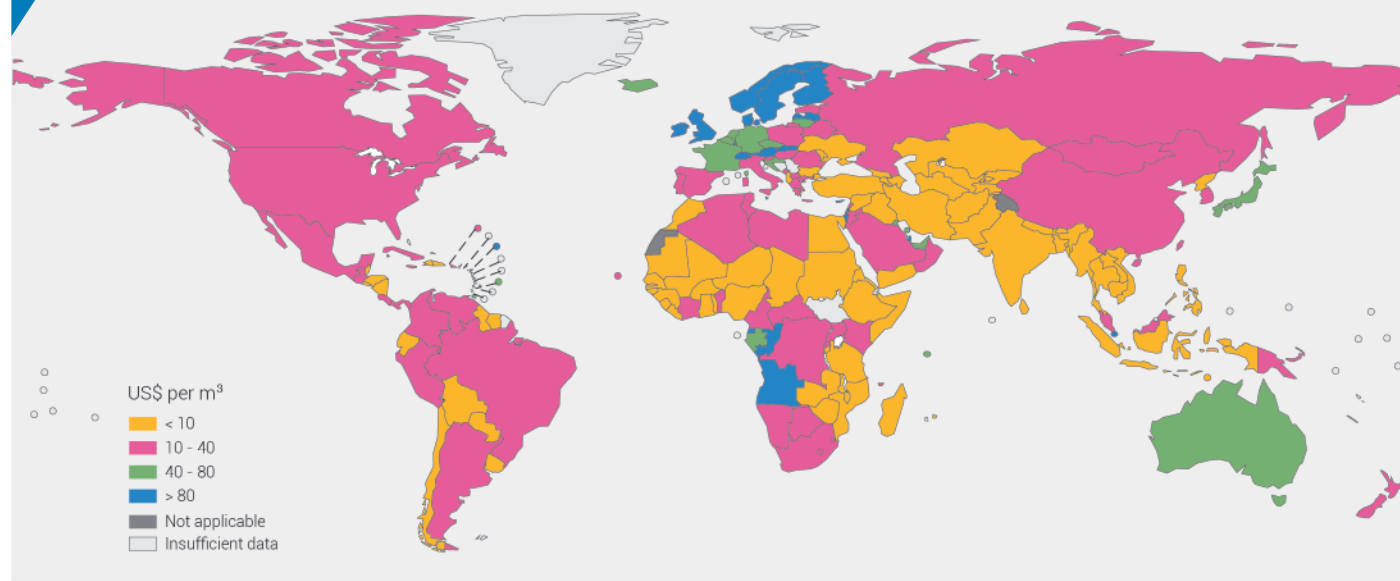 US$ per m³
< 10
10 - 40
40 - 80
> 80
Not applicable
Insufficient data